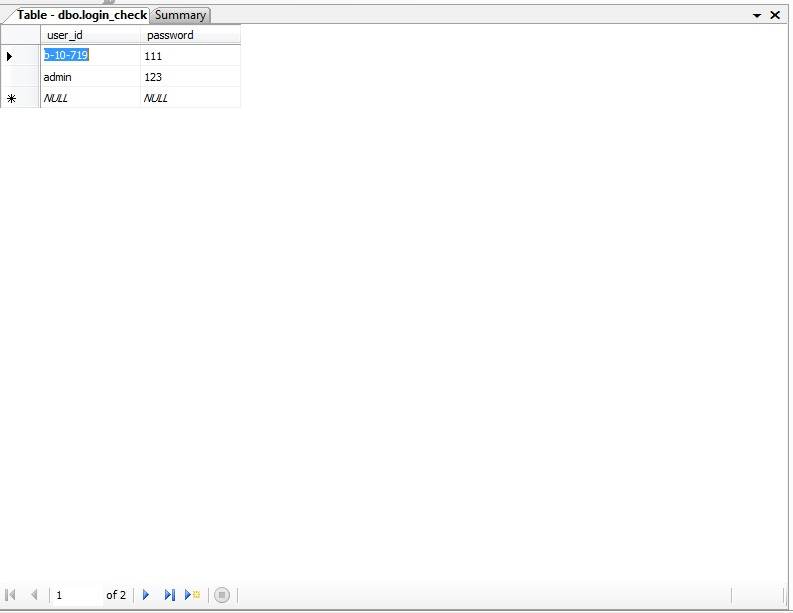 Table - dbo.login_check Summary
user_id password
b-10-719 111
admin 123
NULL NULL
1 of 2